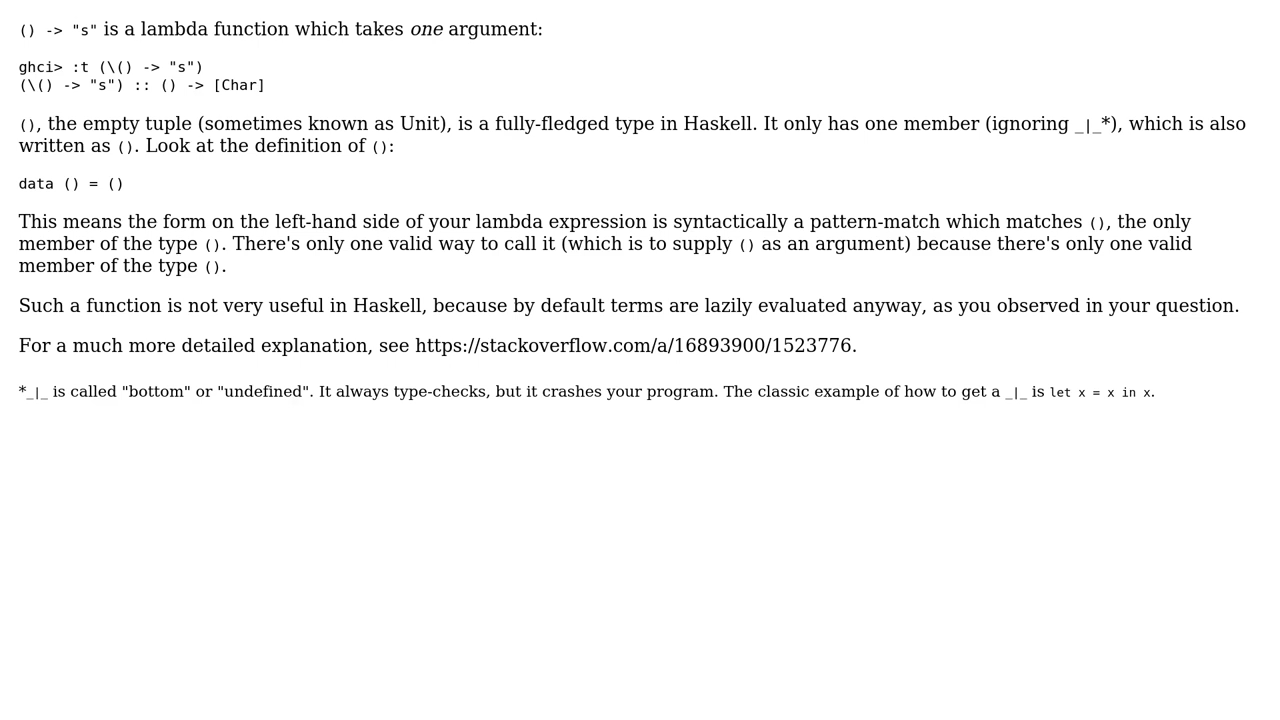 () -> "s" is a lambda function which takes one argument:
ghci> :t (\() -> "s")
(\() -> "s") :: () -> [Char]
(), the empty tuple (sometimes known as Unit), is a fully-fledged type in Haskell. It only has one member (ignoring _|_*), which is also
written as (). Look at the definition of ():
data () = ()
This means the form on the left-hand side of your lambda expression is syntactically a pattern-match which matches (), the only
member of the type (). There's only one valid way to call it (which is to supply () as an argument) because there's only one valid
member of the type ().
Such a function is not very useful in Haskell, because by default terms are lazily evaluated anyway, as you observed in your question.
For a much more detailed explanation, see https://stackoverflow.com/a/16893900/1523776.
*_|_ is called "bottom" or "undefined". It always type-checks, but it crashes your program. The classic example of how to get a _|_ is let x = x in x.